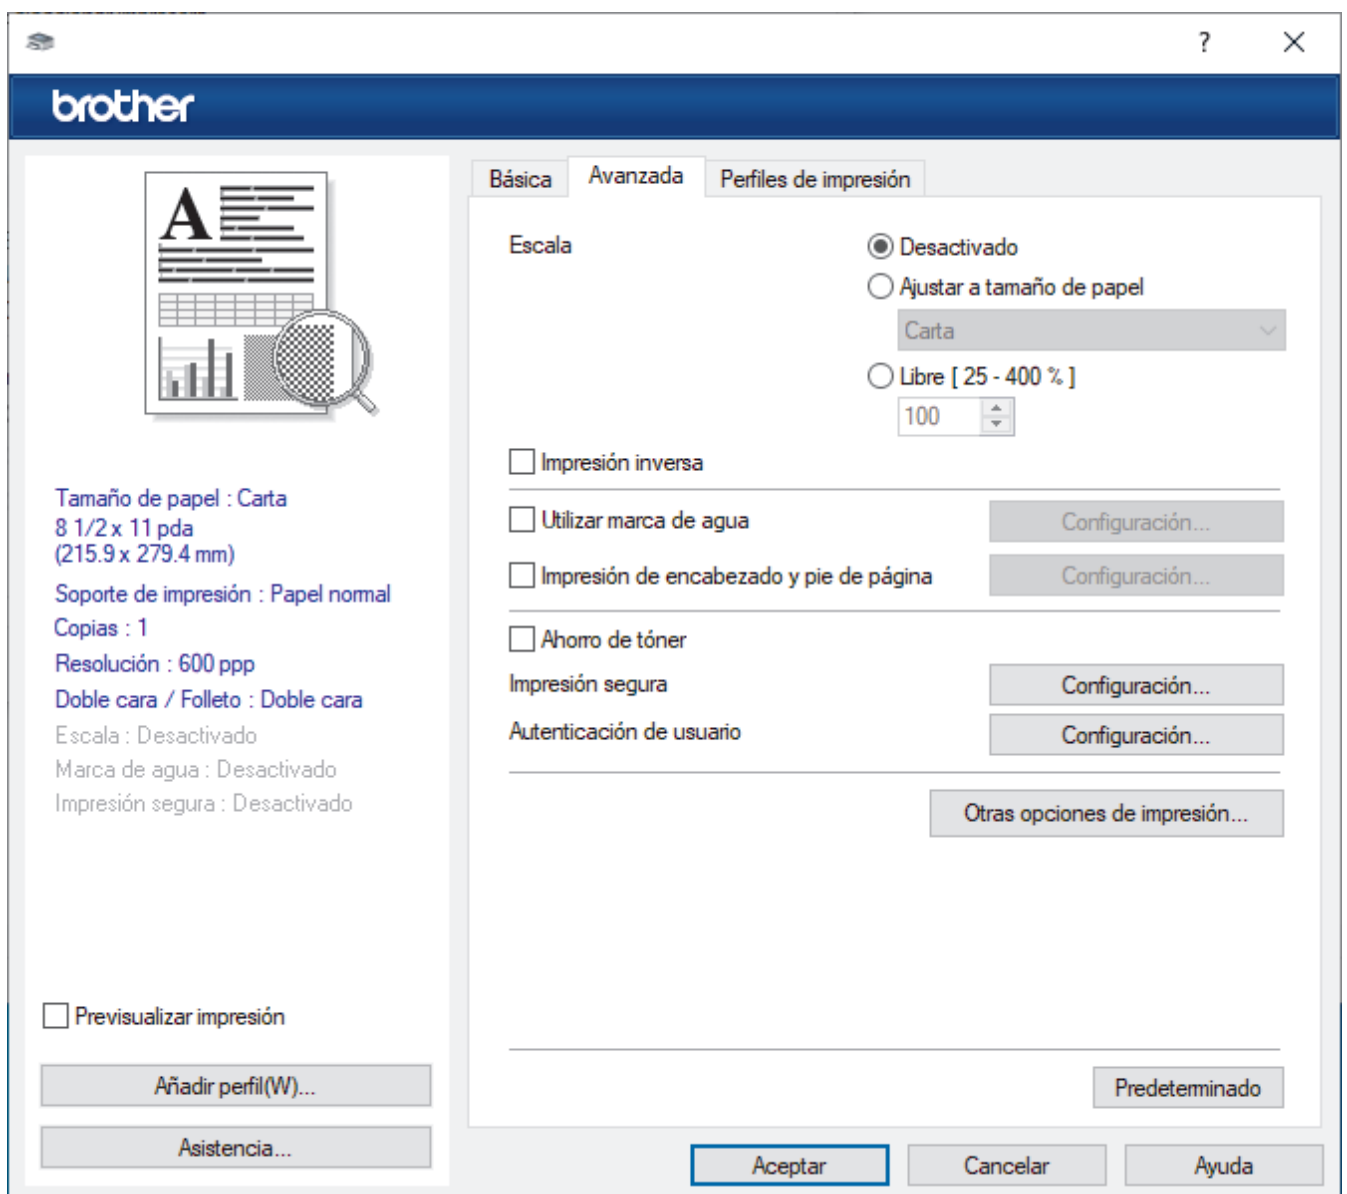 ?
brother
A
Tamaño de papel : Carta
8 1/2 x 11 pda
(215.9 x 279.4 mm)
Soporte de impresión : Papel normal
Copias : 1
Resolución : 600 ppp
Doble cara / Folleto : Doble cara
Escala : Desactivado
Marca de agua : Desactivado
Impresión segura : Desactivado
Previsualizar impresión
Añadir perfil(W)...
Asistencia...
Básica
Avanzada
Perfiles de impresión
Escala
Desactivado
Ajustar a tamaño de papel
Carta
Libre [ 25 - 400 % ]
100
Impresión inversa
Utilizar marca de agua
Configuración...
Impresión de encabezado y pie de página
Configuración...
Ahorro de tóner
Impresión segura
Configuración...
Autenticación de usuario
Configuración...
Otras opciones de impresión...
Predeterminado
Aceptar
Cancelar
Ayuda